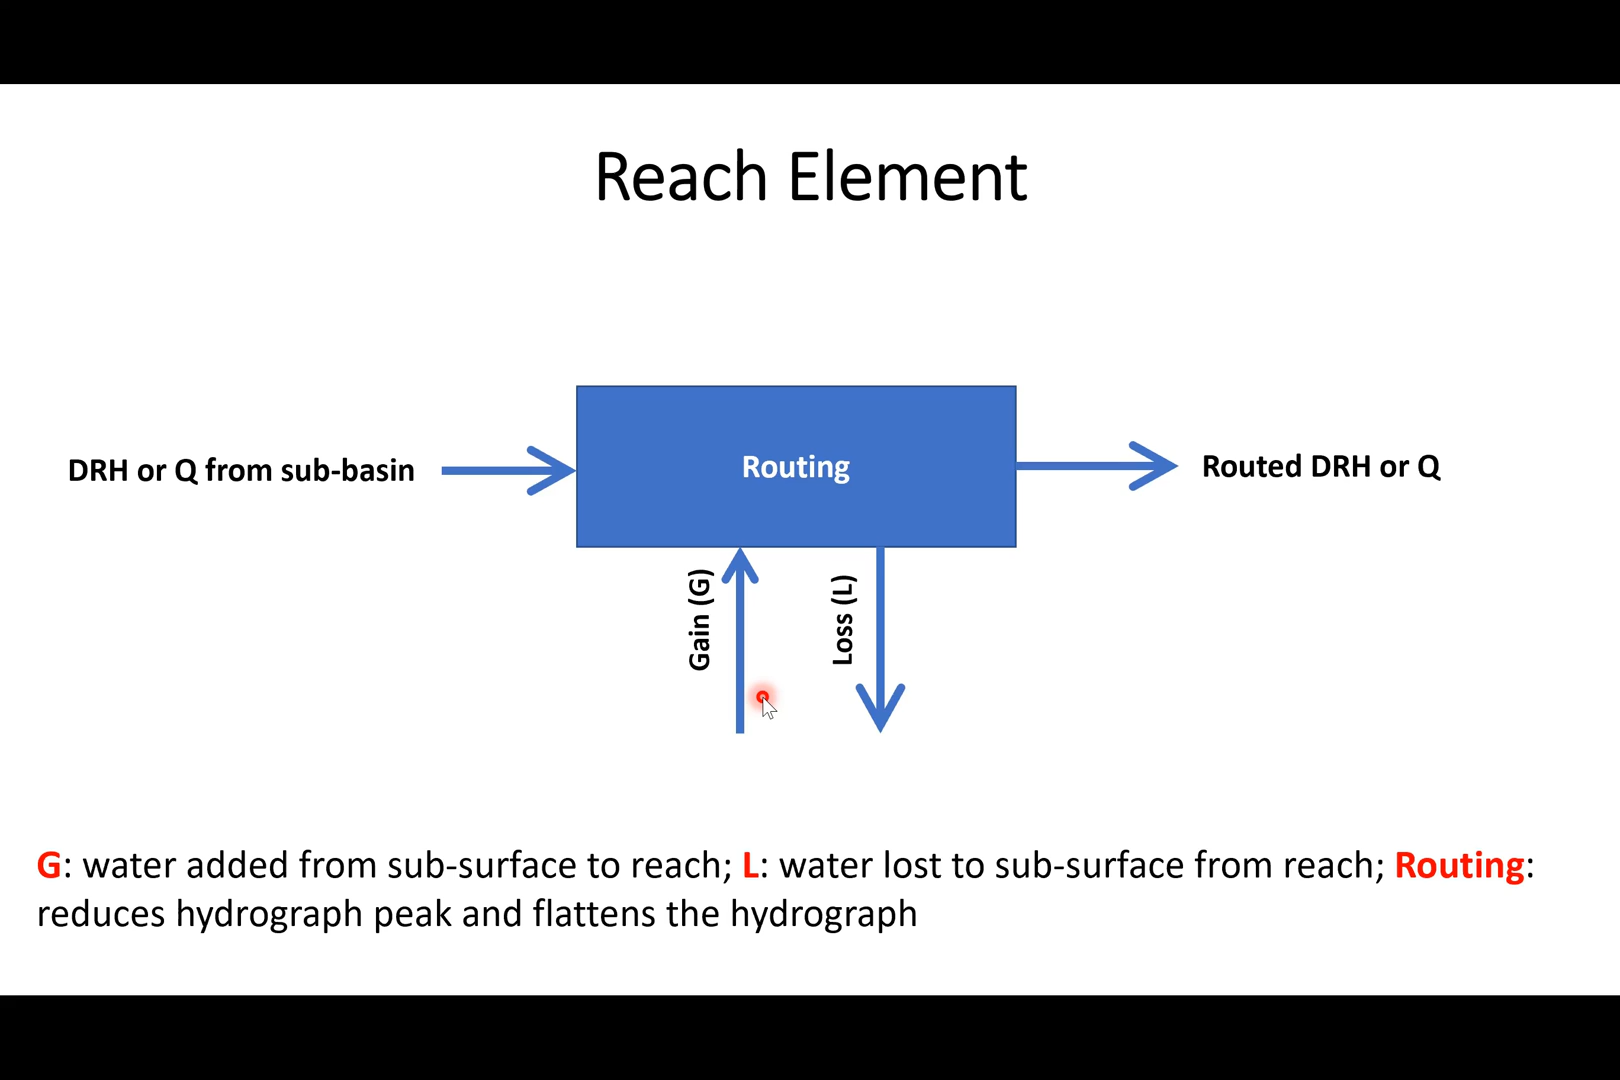 Reach Element
DRH or Q from sub-basin
Routing
Routed DRH or Q
Gain (G)
Loss (L)
G: water added from sub-surface to reach; L: water lost to sub-surface from reach; Routing:
reduces hydrograph peak and flattens the hydrograph